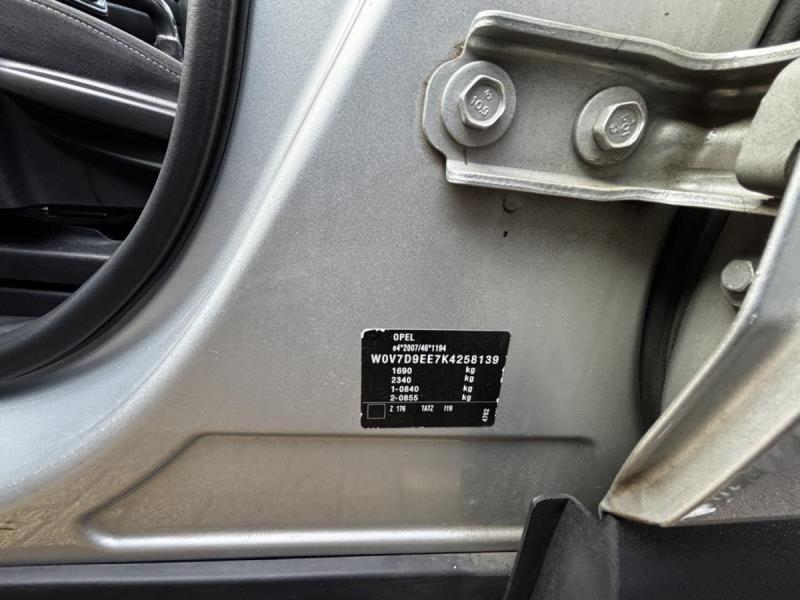 OPEL
e4*2007/46*1194
W0V7D9EE7K4258139
1690 kg
2340 kg
1-0840 kg
2-0855 kg
Z 176 TATZ I19
4762
109